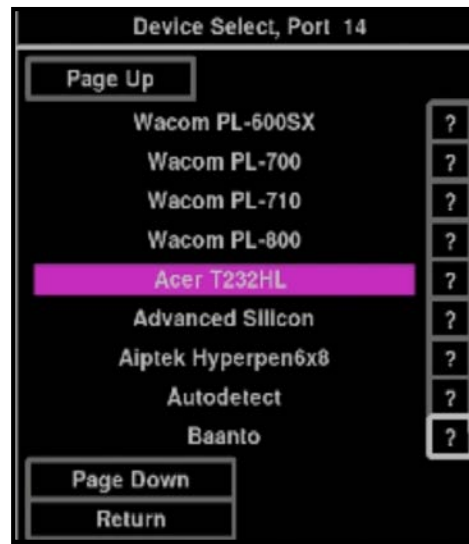 Device Select, Port 14
Page Up
Wacom PL-600SX ?
Wacom PL-700 ?
Wacom PL-710 ?
Wacom PL-800 ?
Acer T232HL ?
Advanced Silicon ?
Aiptek Hyperpen6x8 ?
Autodetect ?
Baanto ?
Page Down
Return